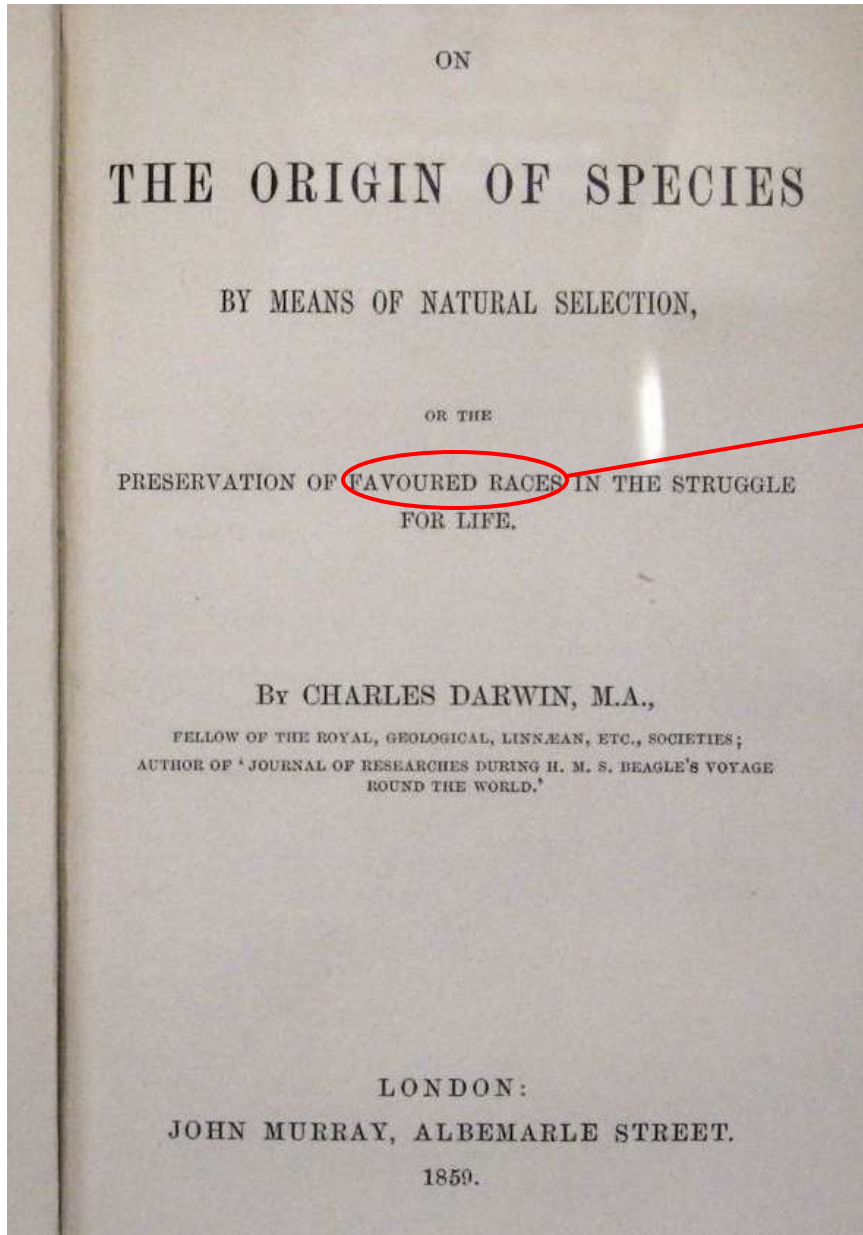 ON
THE ORIGIN OF SPECIES
BY MEANS OF NATURAL SELECTION,
OR THE
PRESERVATION OF FAVOURED RACES IN THE STRUGGLE
FOR LIFE.
BY CHARLES DARWIN, M.A.,
FELLOW OF THE ROYAL, GEOLOGICAL, LINNÆAN, ETC., SOCIETIES;
AUTHOR OF ‘JOURNAL OF RESEARCHES DURING H. M. S. BEAGLE'S VOYAGE
ROUND THE WORLD.’
LONDON:
JOHN MURRAY, ALBEMARLE STREET.
1859.